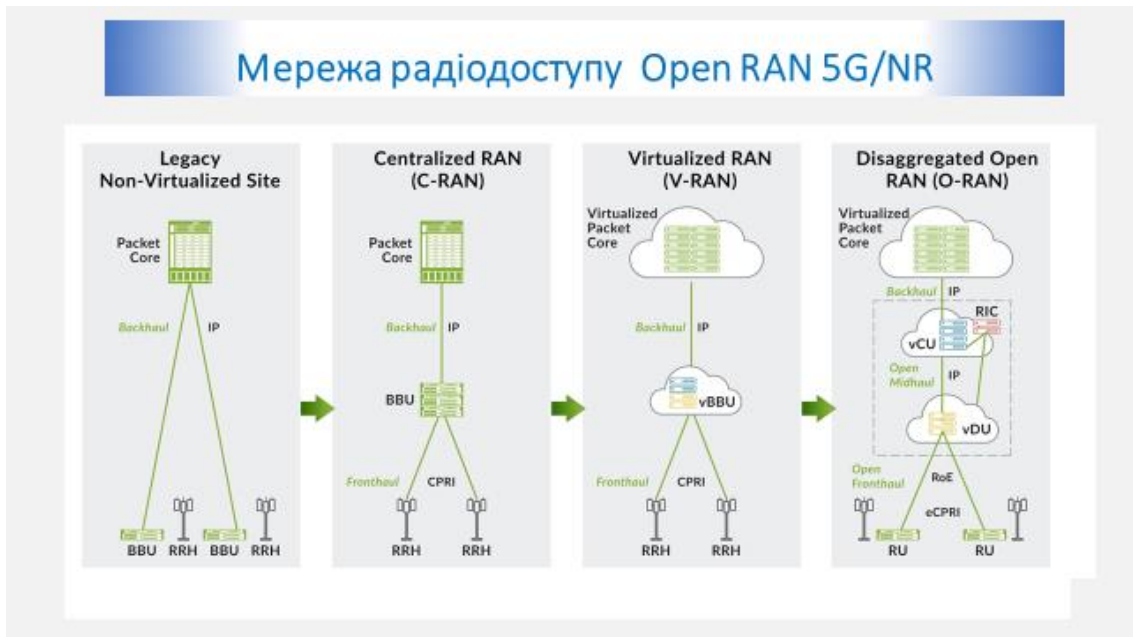 Мережа радіодоступу Open RAN 5G/NR
Legacy
Non-Virtualized Site
Packet
Core
Backhaul
IP
BBU
RRH
BBU
RRH
Centralized RAN
(C-RAN)
Packet
Core
Backhaul
IP
BBU
Fronthaul
CPRI
RRH
RRH
Virtualized RAN
(V-RAN)
Virtualized
Packet
Core
Backhaul
IP
vBBU
Fronthaul
CPRI
RRH
RRH
Disaggregated Open
RAN (O-RAN)
Virtualized
Packet
Core
Backhaul
IP
RIC
vCU
Open
Midhaul
IP
vDU
Open
Fronthaul
RoE
eCPRI
RU
RU